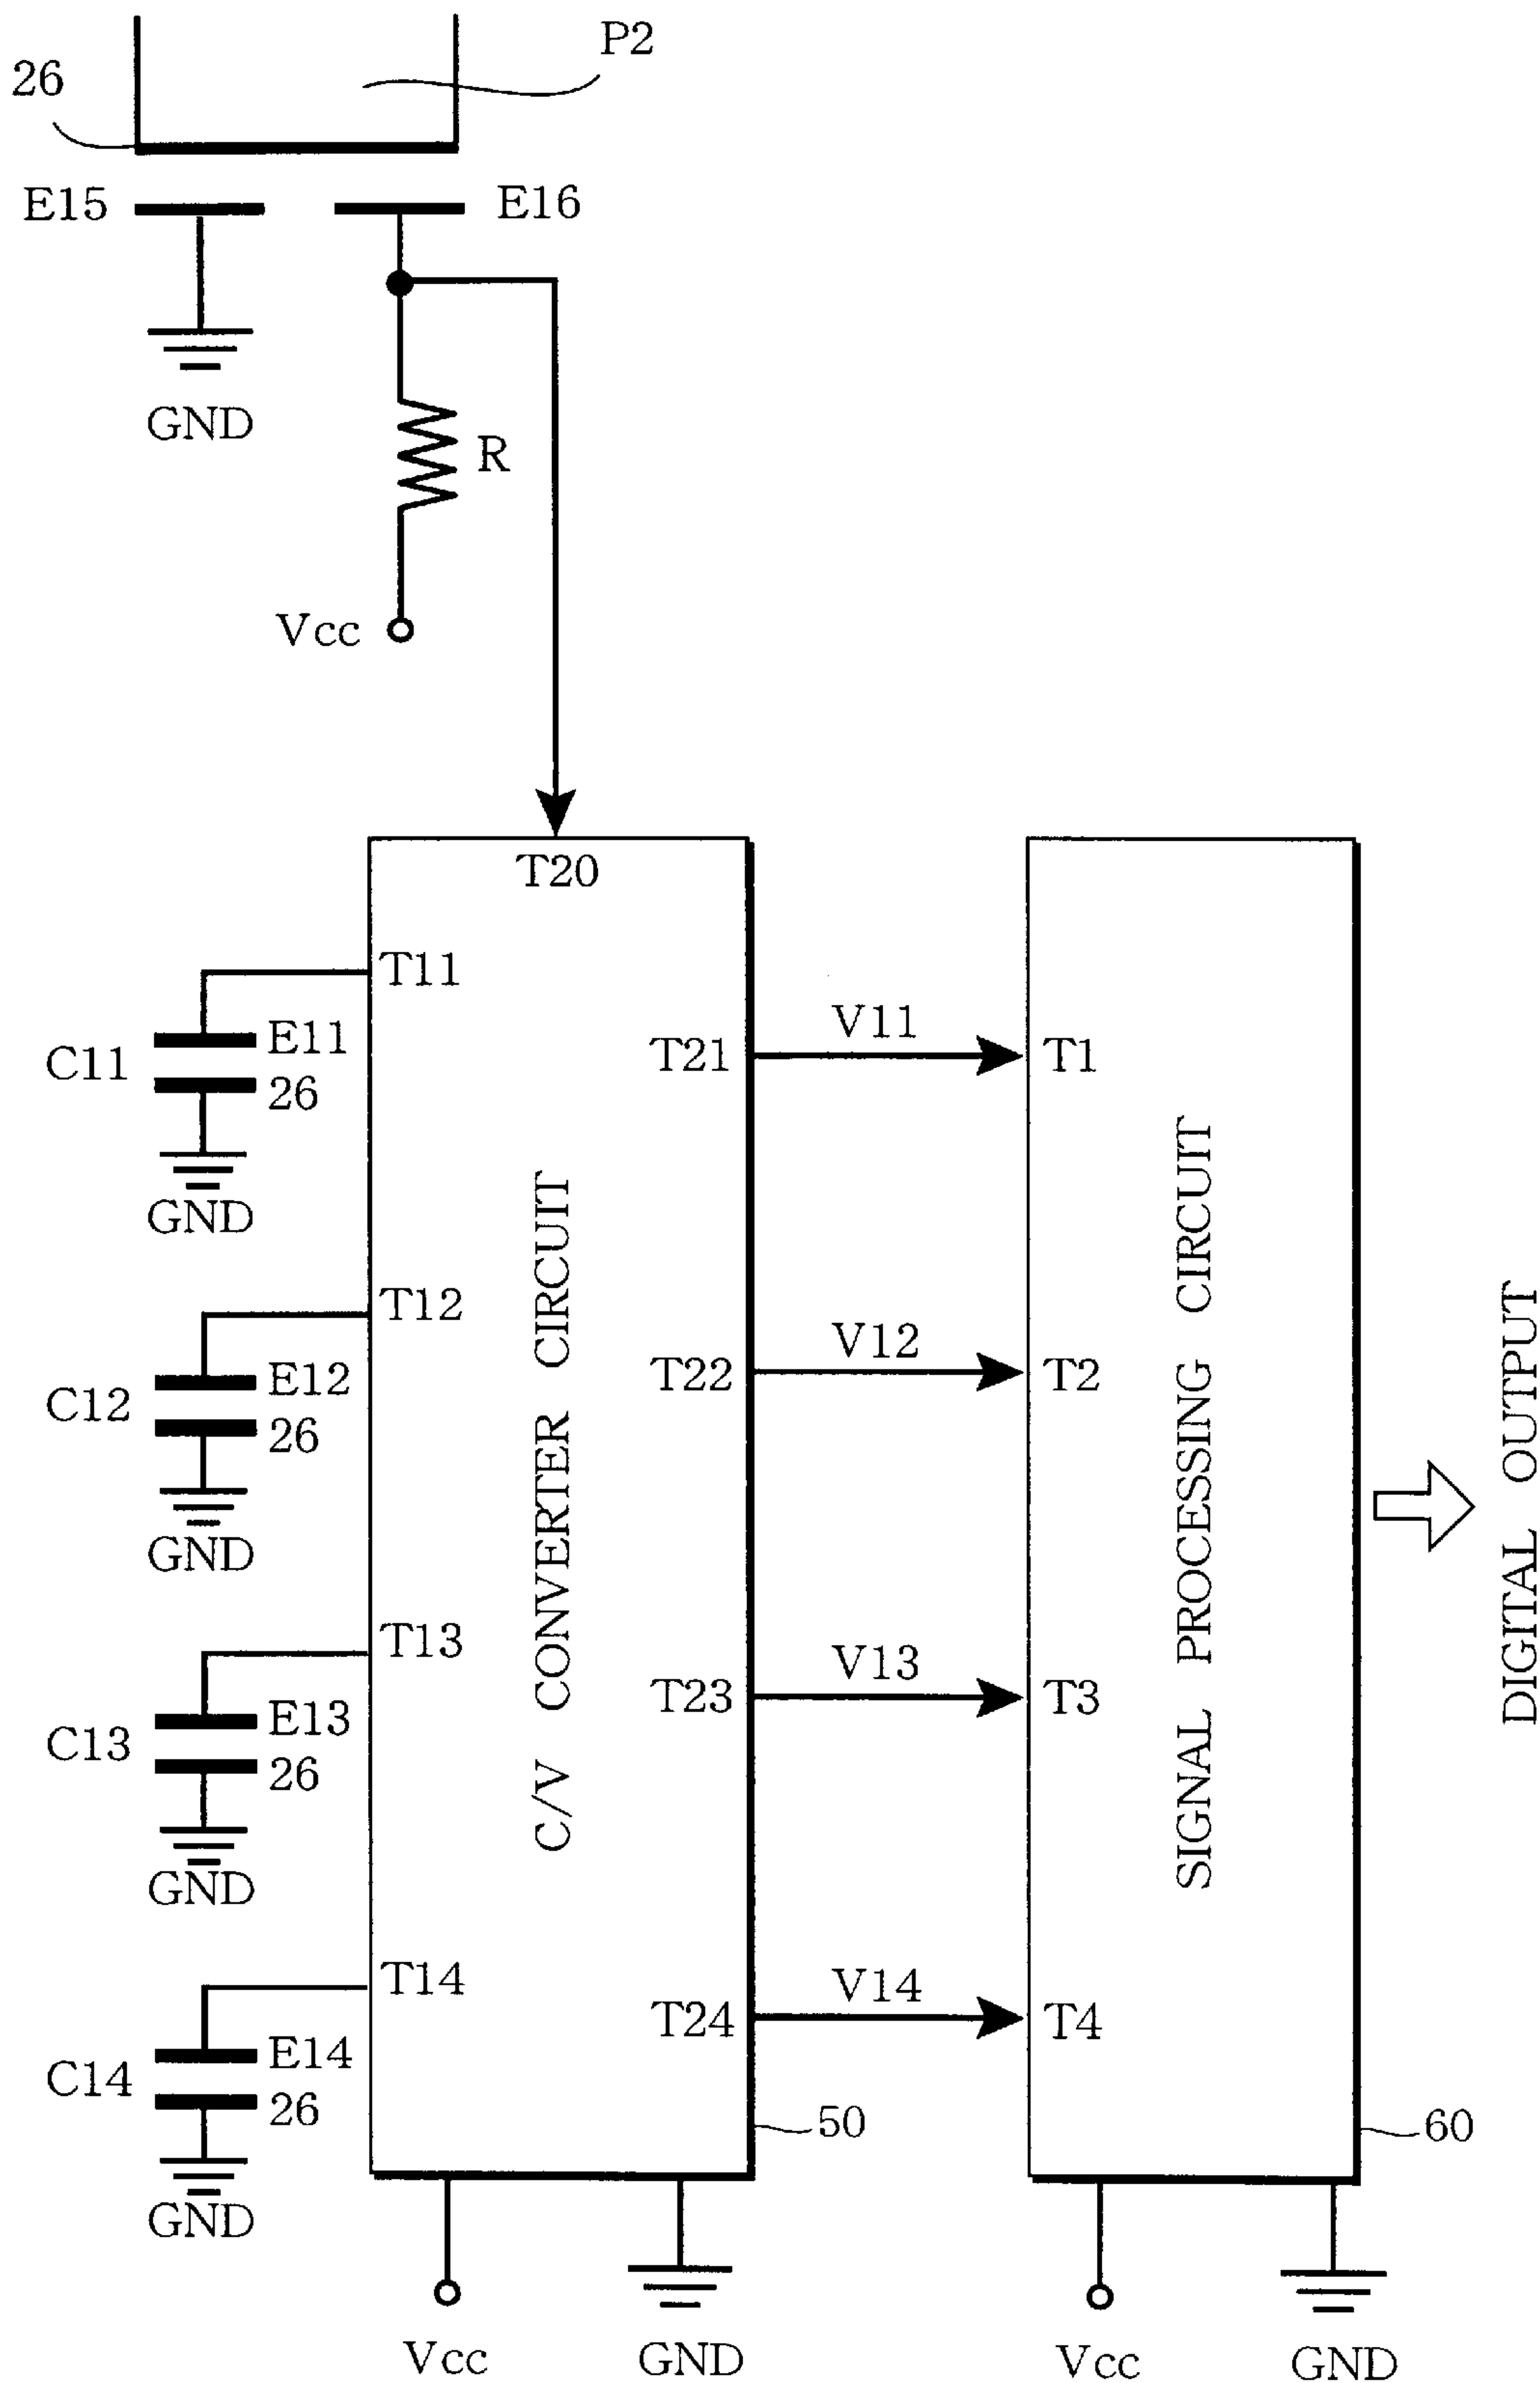 P2
26
E15
E16
GND
R
Vcc
T20
T11
C11
E11
26
GND
T12
C12
E12
26
GND
T13
C13
E13
26
GND
T14
C14
E14
26
GND
C/V CONVERTER CIRCUIT
T21
T22
T23
T24
50
Vcc
GND
V11
V12
V13
V14
T1
T2
T3
T4
SIGNAL PROCESSING CIRCUIT
60
Vcc
GND
DIGITAL OUTPUT